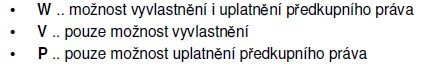 • W .. možnost vyvlastnění i uplatnění předkupního práva
• V .. pouze možnost vyvlastnění
• P .. pouze možnost uplatnění předkupního práva